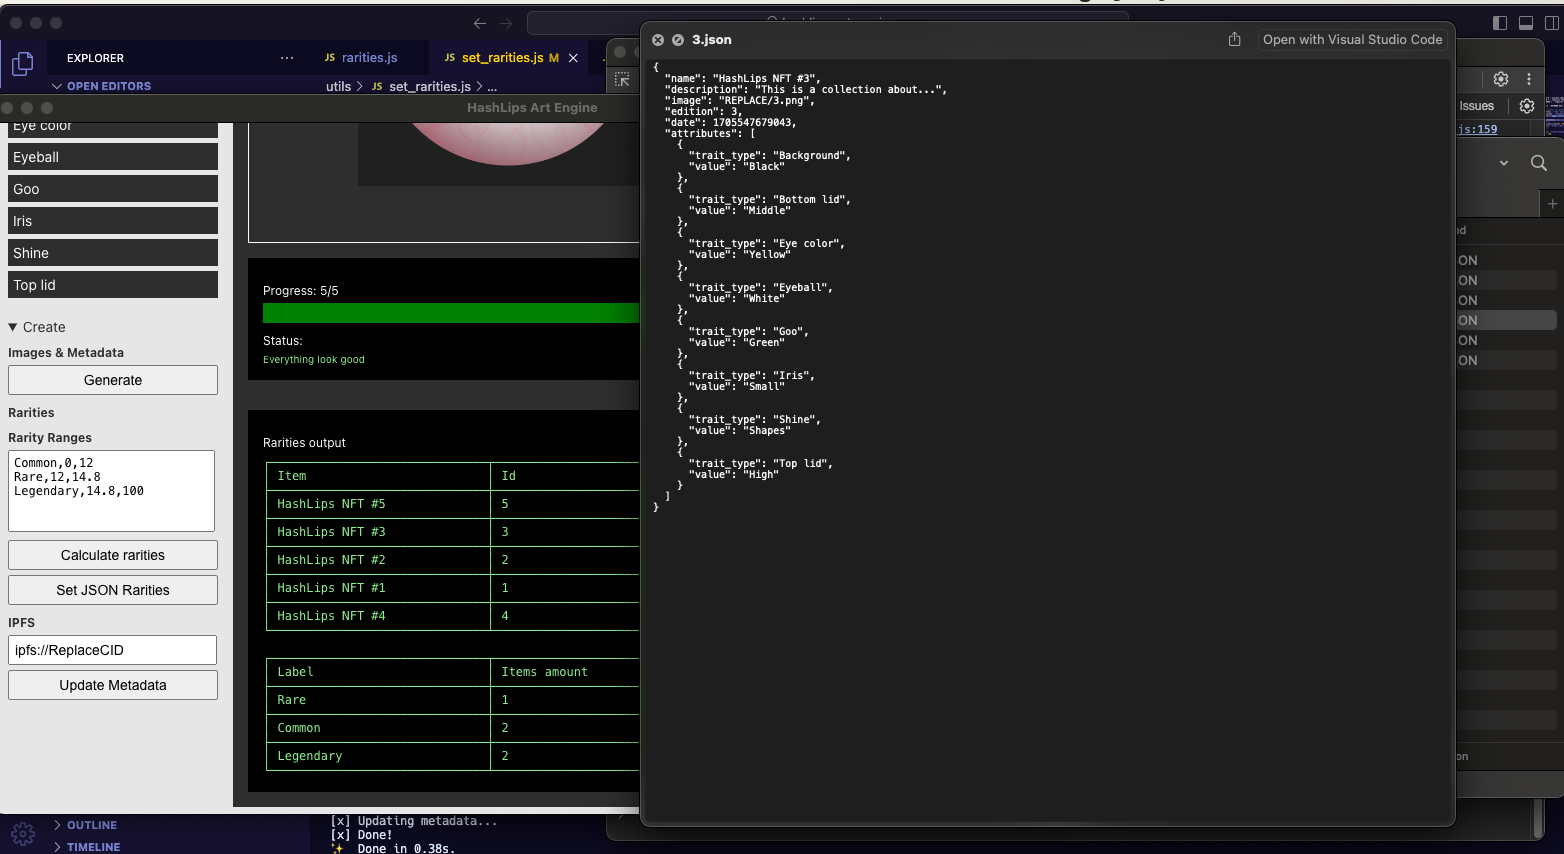 EXPLORER
...
JS rarities.js
JS set_rarities.js M
OPEN EDITORS
utils > JS set_rarities.js > ...
HashLips Art Engine
Eye color
Eyeball
Goo
Iris
Shine
Top lid
▼ Create
Images & Metadata
Generate
Rarities
Rarity Ranges
Common,0,12
Rare,12,14.8
Legendary,14.8,100
Calculate rarities
Set JSON Rarities
IPFS
ipfs://ReplaceCID
Update Metadata
Progress: 5/5
Status:
Everything look good
Rarities output
Item Id
HashLips NFT #5 5
HashLips NFT #3 3
HashLips NFT #2 2
HashLips NFT #1 1
HashLips NFT #4 4
Label Items amount
Rare 1
Common 2
Legendary 2
OUTLINE
TIMELINE
[x] Updating metadata...
[x] Done!
✨ Done in 0.38s.
3.json
Open with Visual Studio Code
{
"name": "HashLips NFT #3",
"description": "This is a collection about...",
"image": "REPLACE/3.png",
"edition": 3,
"date": 1705547679043,
"attributes": [
{
"trait_type": "Background",
"value": "Black"
},
{
"trait_type": "Bottom lid",
"value": "Middle"
},
{
"trait_type": "Eye color",
"value": "Yellow"
},
{
"trait_type": "Eyeball",
"value": "White"
},
{
"trait_type": "Goo",
"value": "Green"
},
{
"trait_type": "Iris",
"value": "Small"
},
{
"trait_type": "Shine",
"value": "Shapes"
},
{
"trait_type": "Top lid",
"value": "High"
}
]
}
Issues
js:159
nd
ON
ON
ON
ON
ON
ON
on